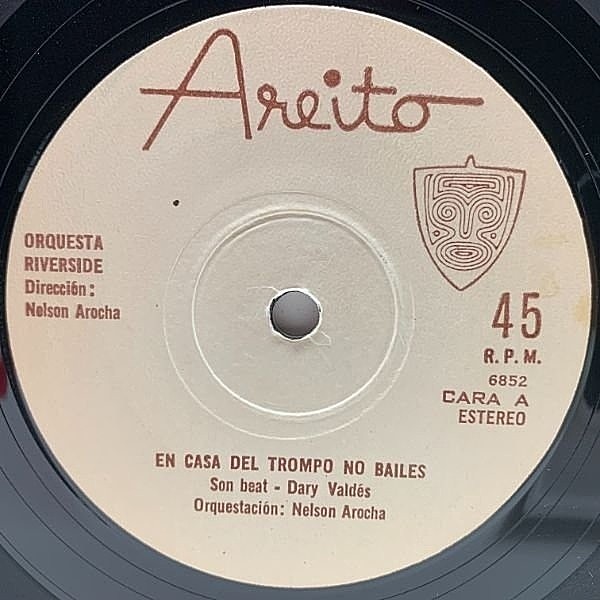 Areito
ORQUESTA
RIVERSIDE
Dirección:
Nelson Arocha
45
R. P. M.
6852
CARA A
ESTEREO
EN CASA DEL TROMPO NO BAILES
Son beat - Dary Valdés
Orquestación: Nelson Arocha